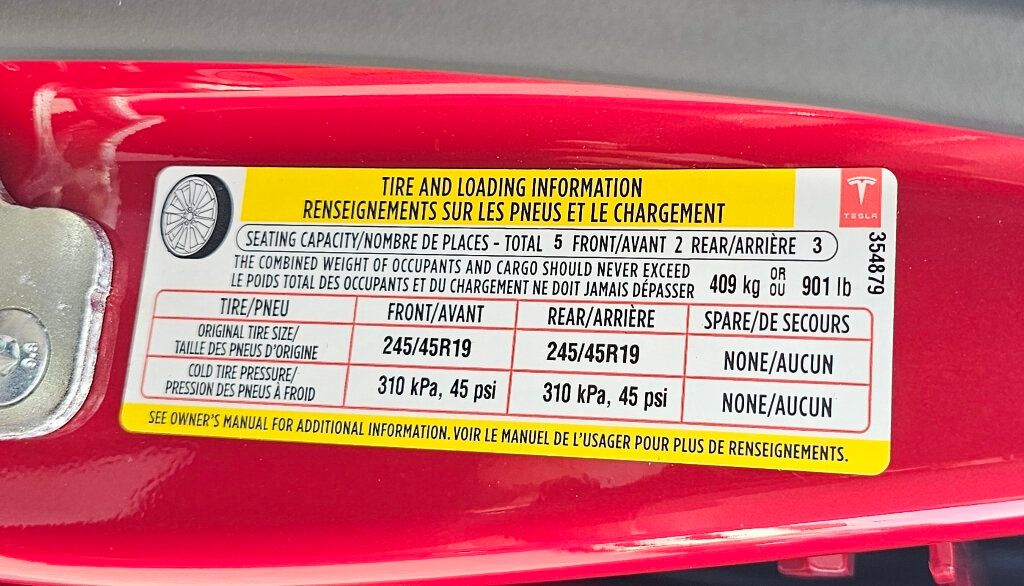 TIRE AND LOADING INFORMATION
RENSEIGNEMENTS SUR LES PNEUS ET LE CHARGEMENT
TESLA
354879
SEATING CAPACITY/NOMBRE DE PLACES - TOTAL 5 FRONT/AVANT 2 REAR/ARRIÈRE 3
THE COMBINED WEIGHT OF OCCUPANTS AND CARGO SHOULD NEVER EXCEED
LE POIDS TOTAL DES OCCUPANTS ET DU CHARGEMENT NE DOIT JAMAIS DÉPASSER
409 kg OR OU 901 lb
TIRE/PNEU FRONT/AVANT REAR/ARRIÈRE SPARE/DE SECOURS
ORIGINAL TIRE SIZE/
TAILLE DES PNEUS D'ORIGINE
245/45R19 245/45R19 NONE/AUCUN
COLD TIRE PRESSURE/
PRESSION DES PNEUS À FROID
310 kPa, 45 psi 310 kPa, 45 psi NONE/AUCUN
SEE OWNER'S MANUAL FOR ADDITIONAL INFORMATION. VOIR LE MANUEL DE L'USAGER POUR PLUS DE RENSEIGNEMENTS.